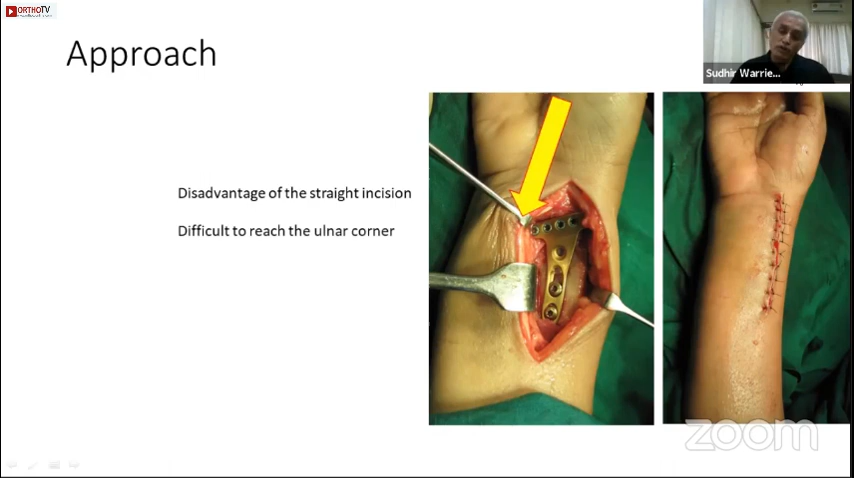 ORTHOTV
Approach
Sudhir Warrie...
Disadvantage of the straight incision
Difficult to reach the ulnar corner
zoom